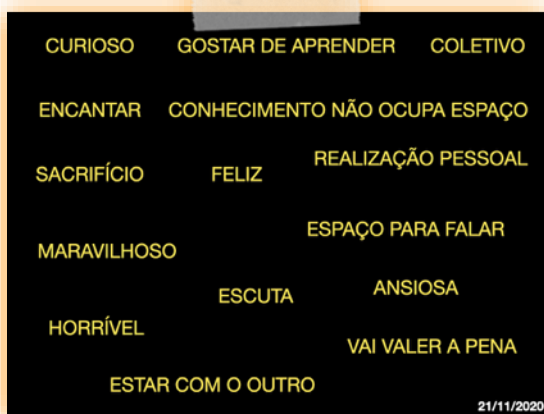 CURIOSO GOSTAR DE APRENDER COLETIVO
ENCANTAR CONHECIMENTO NÃO OCUPA ESPAÇO
REALIZAÇÃO PESSOAL
SACRIFÍCIO FELIZ
ESPAÇO PARA FALAR
MARAVILHOSO
ANSIOSA
ESCUTA
HORRÍVEL
VAI VALER A PENA
ESTAR COM O OUTRO
21/11/2020